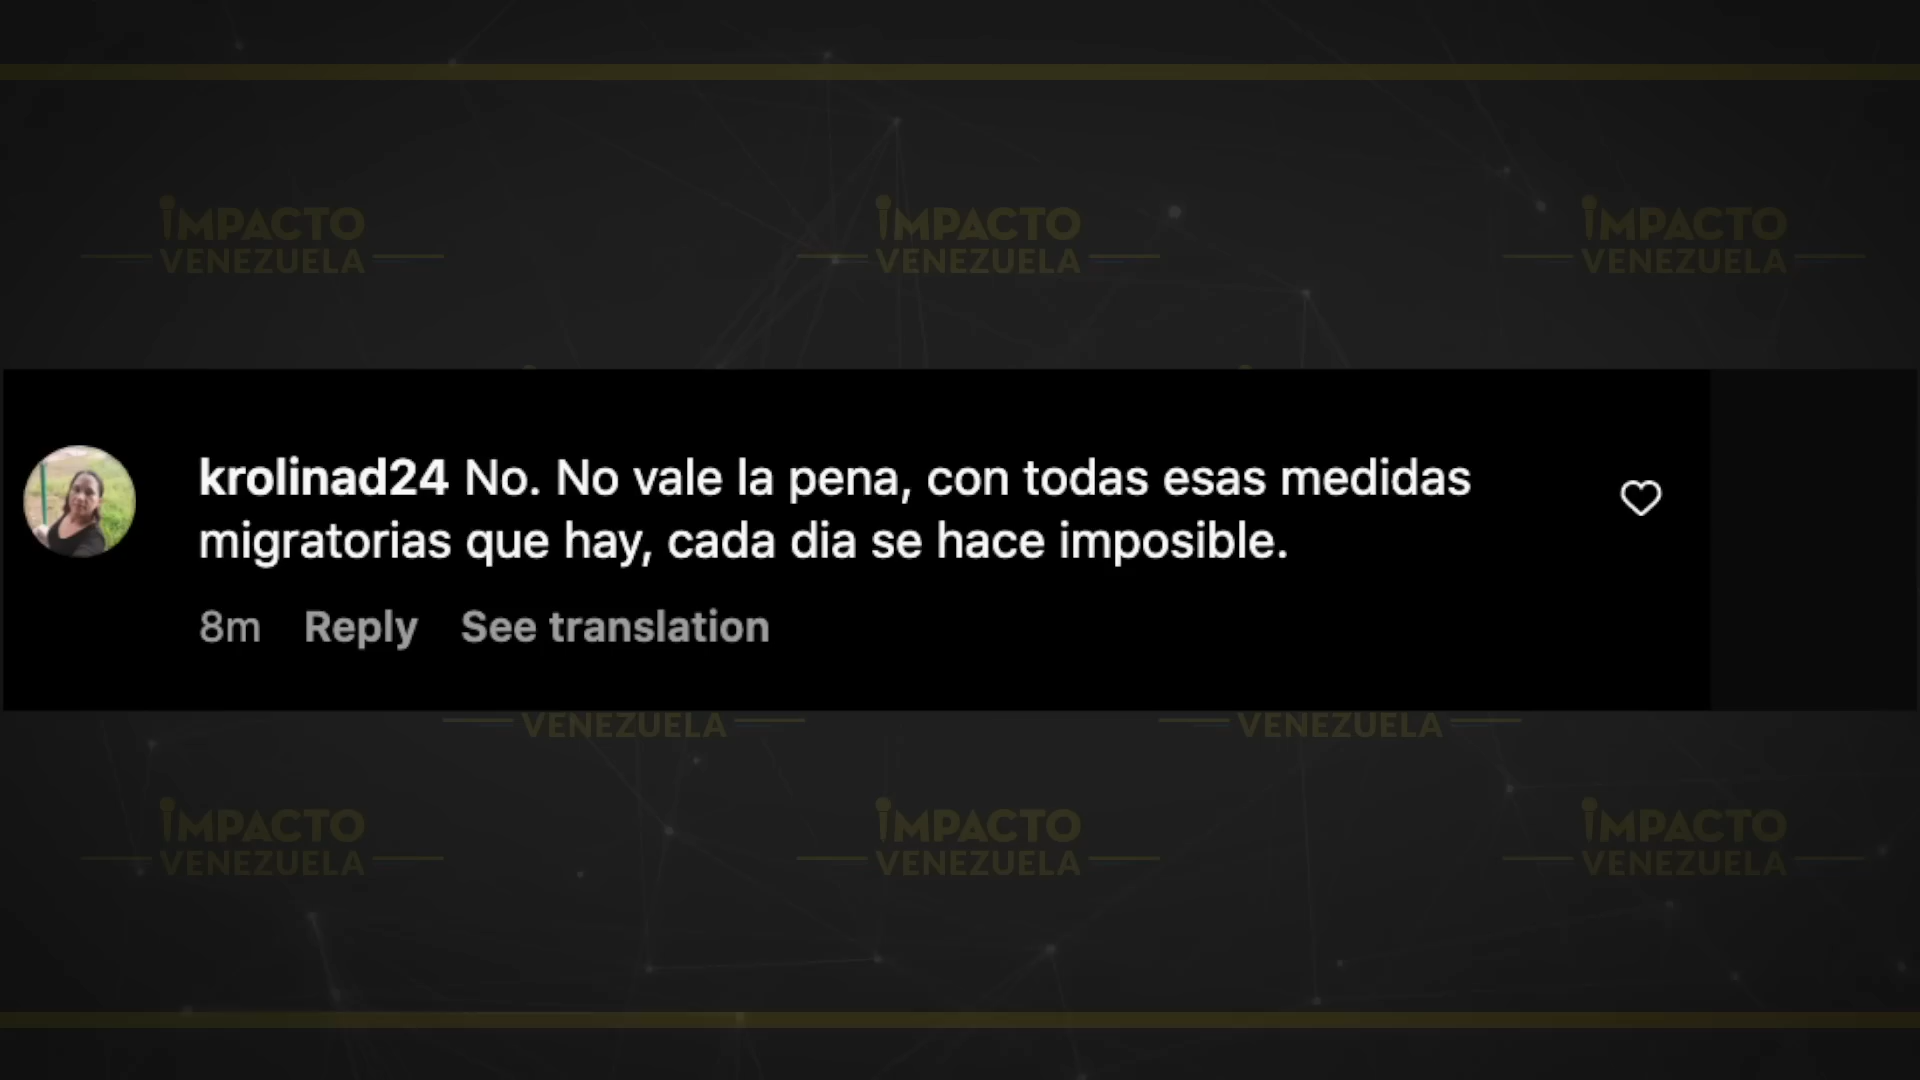 IMPACTO
VENEZUELA
IMPACTO
VENEZUELA
IMPACTO
VENEZUELA
krolinad24 No. No vale la pena, con todas esas medidas
migratorias que hay, cada dia se hace imposible.
8m Reply See translation
VENEZUELA
VENEZUELA
IMPACTO
VENEZUELA
IMPACTO
VENEZUELA
IMPACTO
VENEZUELA